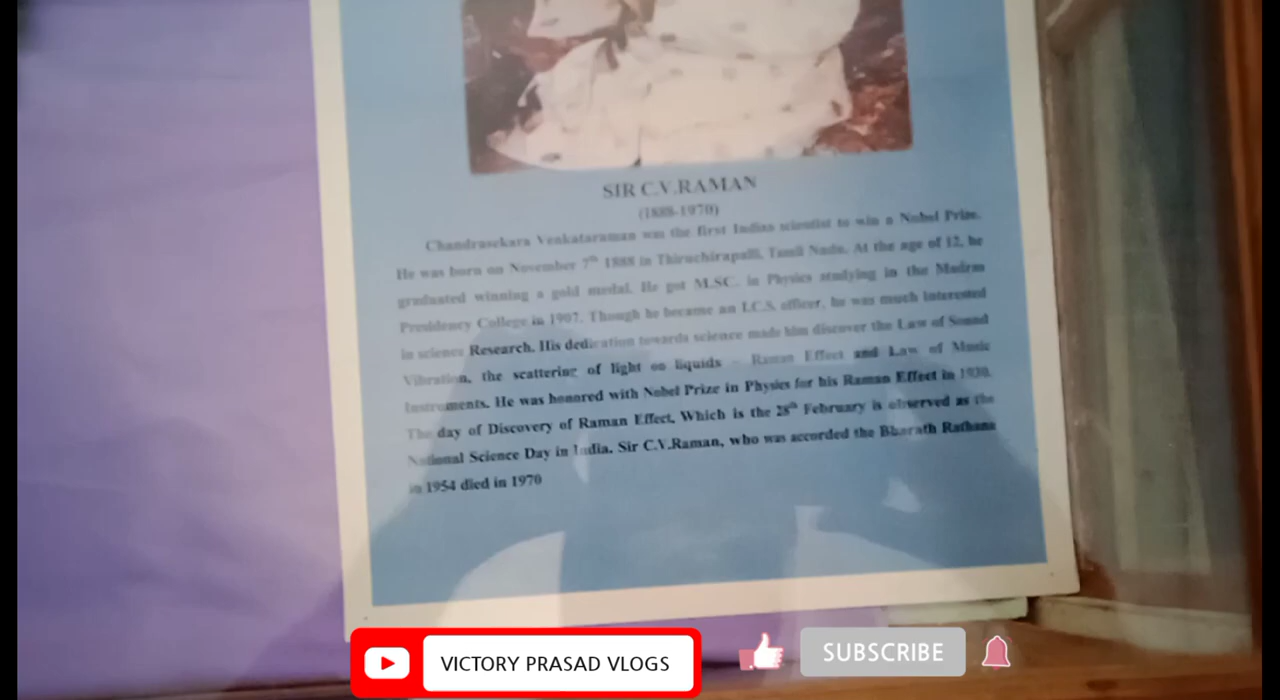 SIR C.V.RAMAN
(1888-1970)
Chandrasekara Venkataraman was the first Indian scientist to win a Nobel Prize.
He was born on November 7th 1888 in Thiruchirapalli, Tamil Nadu. At the age of 12, he
graduated winning a gold medal. He got M.SC. in Physics studying in the Madras
Presidency College in 1907. Though he became an I.C.S. officer, he was much interested
in science Research. His dedication towards science made him discover the Law of Sound
Vibration, the scattering of light on liquids – Raman Effect and Law of Music
Instruments. He was honored with Nobel Prize in Physics for his Raman Effect in 1930.
The day of Discovery of Raman Effect, Which is the 28th February is observed as the
National Science Day in India. Sir C.V.Raman, who was accorded the Bharath Rathana
in 1954 died in 1970
VICTORY PRASAD VLOGS
SUBSCRIBE